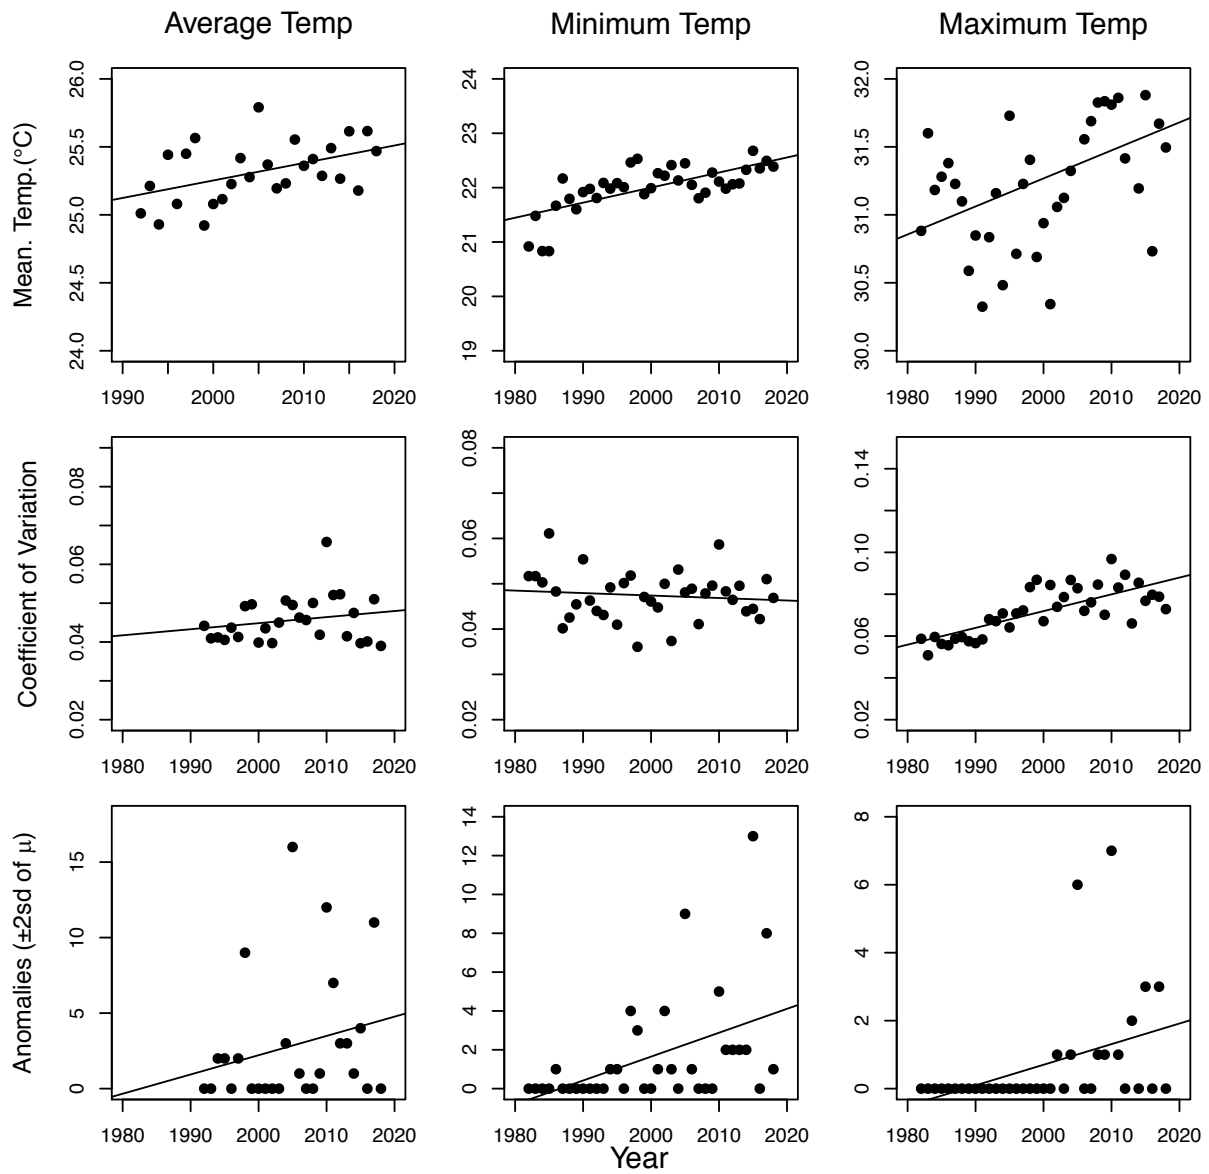 Average Temp Minimum Temp Maximum Temp
Mean. Temp.(°C)
24.0 24.5 25.0 25.5 26.0
19 20 21 22 23 24
30.0 30.5 31.0 31.5 32.0
1990 2000 2010 2020
1980 1990 2000 2010 2020
1980 1990 2000 2010 2020
Coefficient of Variation
0.02 0.04 0.06 0.08
0.02 0.04 0.06 0.08
0.02 0.06 0.10 0.14
1980 1990 2000 2010 2020
1980 1990 2000 2010 2020
1980 1990 2000 2010 2020
Anomalies (±2sd of μ)
0 5 10 15
0 2 4 6 8 10 12 14
0 2 4 6 8
1980 1990 2000 2010 2020
1980 1990 2000 2010 2020
1980 1990 2000 2010 2020
Year